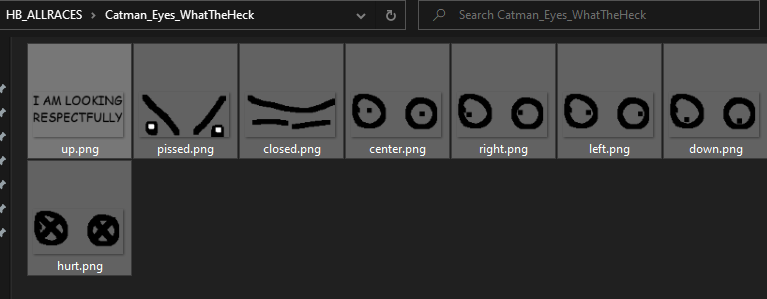 HB_ALLRACES > Catman_Eyes_WhatTheHeck
Search Catman_Eyes_WhatTheHeck
I AM LOOKING
RESPECTFULLY
up.png
pissed.png
closed.png
center.png
right.png
left.png
down.png
hurt.png